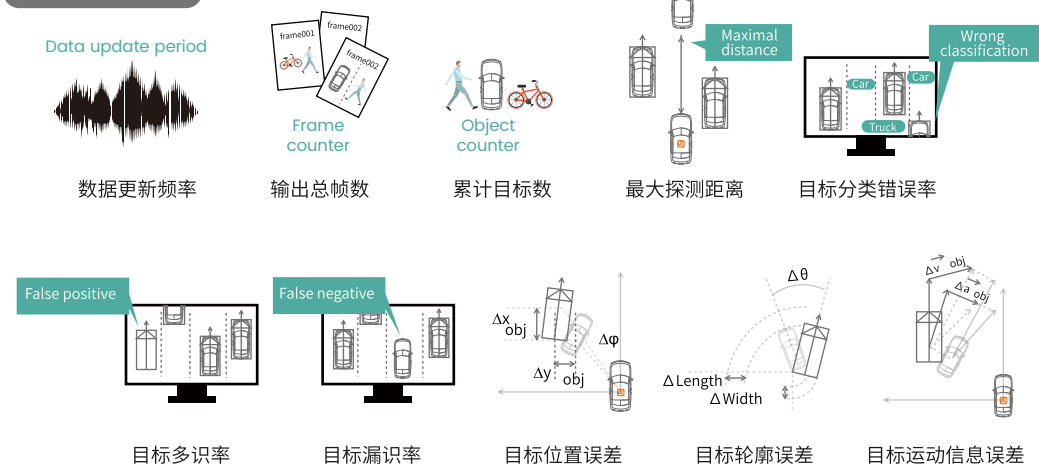 Data update period
frame001
frame002
frame002
Frame
counter
Object
counter
Maximal
distance
Wrong
classification
Car
Car
Truck
数据更新频率
输出总帧数
累计目标数
最大探测距离
目标分类错误率
False positive
False negative
Δx
obj
Δy
obj
Δφ
Δθ
Δ Length
Δ Width
Δv obj
Δa obj
目标多识率
目标漏识率
目标位置误差
目标轮廓误差
目标运动信息误差